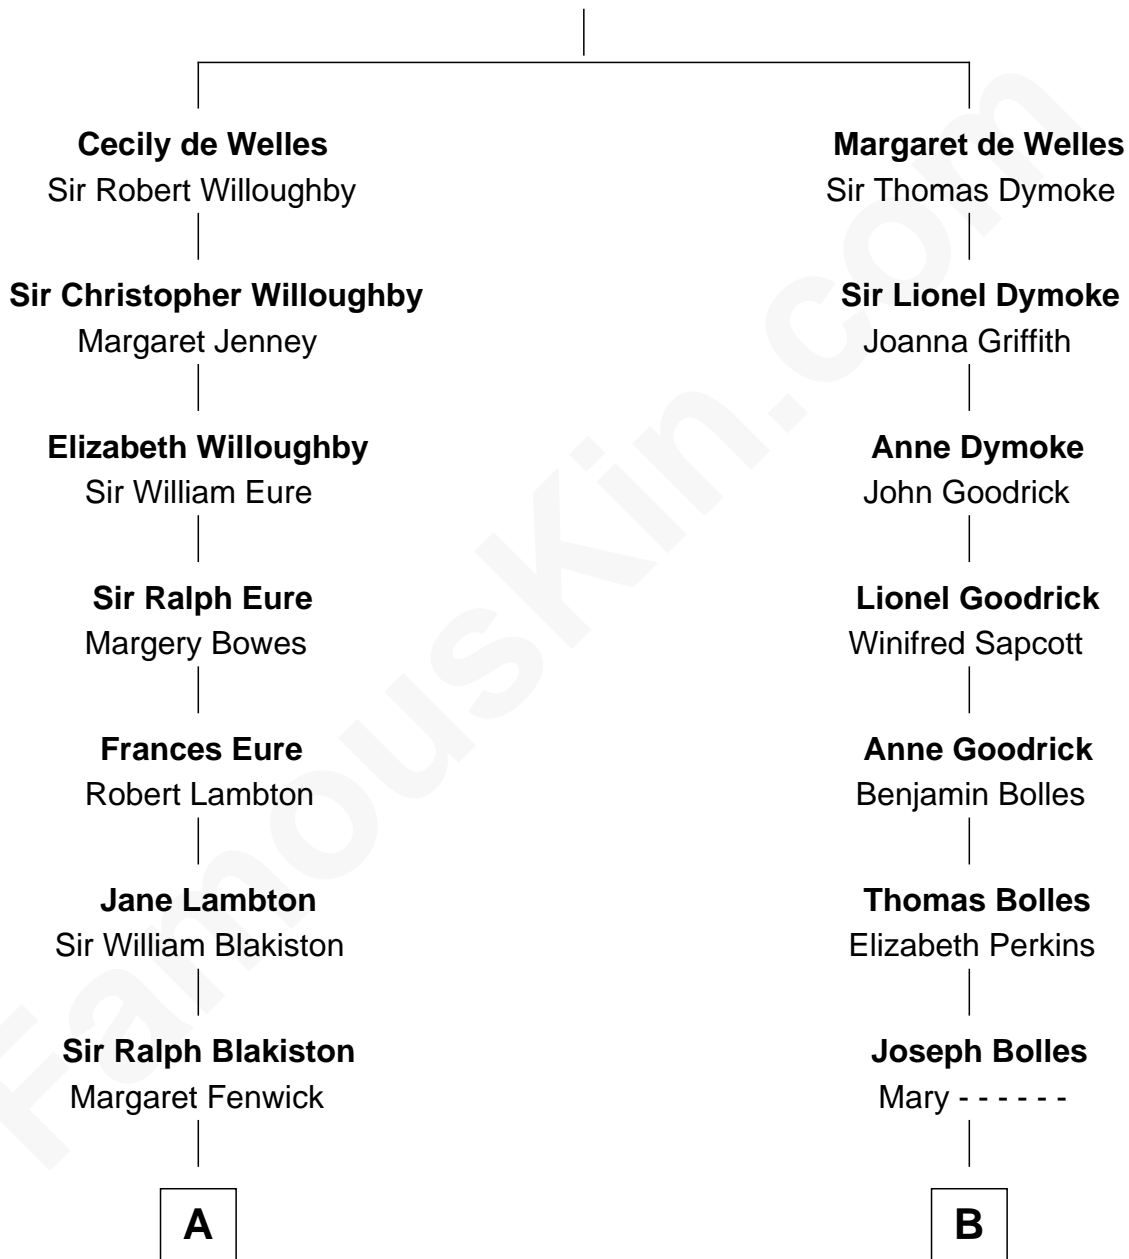 Cecily de Welles
Sir Robert Willoughby
Sir Christopher Willoughby
Margaret Jenney
Elizabeth Willoughby
Sir William Eure
Sir Ralph Eure
Margery Bowes
Frances Eure
Robert Lambton
Jane Lambton
Sir William Blakiston
Sir Ralph Blakiston
Margaret Fenwick
A
Margaret de Welles
Sir Thomas Dymoke
Sir Lionel Dymoke
Joanna Griffith
Anne Dymoke
John Goodrick
Lionel Goodrick
Winifred Sapcott
Anne Goodrick
Benjamin Bolles
Thomas Bolles
Elizabeth Perkins
Joseph Bolles
Mary - - - - - -
B
FamousKin.com